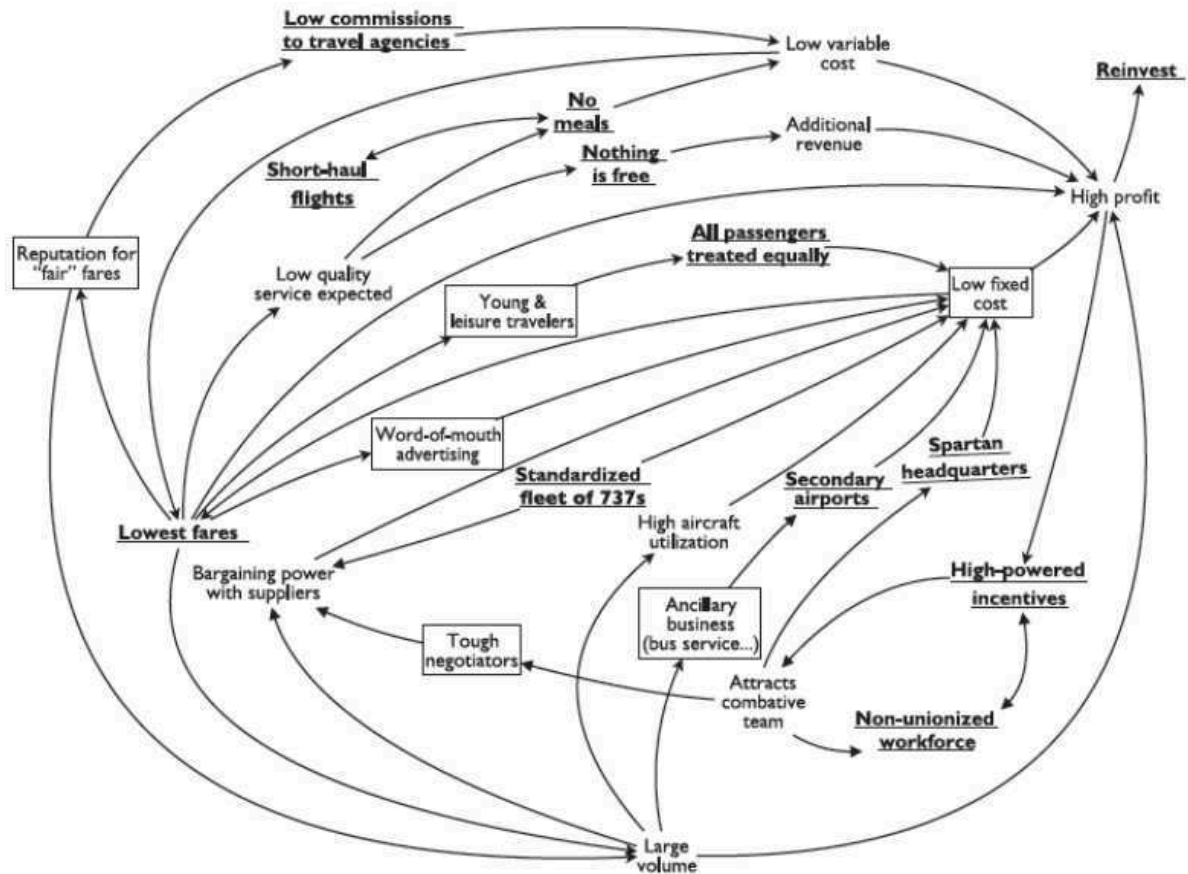 Low commissions
to travel agencies
Low variable
cost
Reinvest
No
meals
Additional
revenue
Short-haul
flights
Nothing
is free
High profit
Reputation for
"fair" fares
All passengers
treated equally
Low quality
service expected
Young &
leisure travelers
Low fixed
cost
Word-of-mouth
advertising
Standardized
fleet of 737s
Secondary
airports
Spartan
headquarters
Lowest fares
High aircraft
utilization
Bargaining power
with suppliers
High-powered
incentives
Ancillary
business
(bus service...)
Tough
negotiators
Attracts
combative
team
Non-unionized
workforce
Large
volume